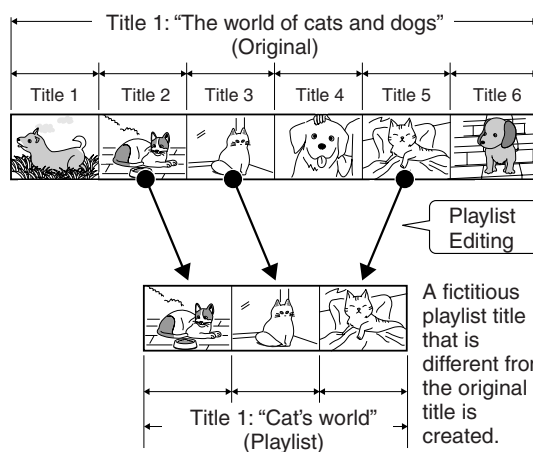 Title 1: “The world of cats and dogs”
(Original)
Title 1 Title 2 Title 3 Title 4 Title 5 Title 6
Playlist
Editing
A fictitious
playlist title
that is
different from
the original
title is
created.
Title 1: “Cat’s world”
(Playlist)